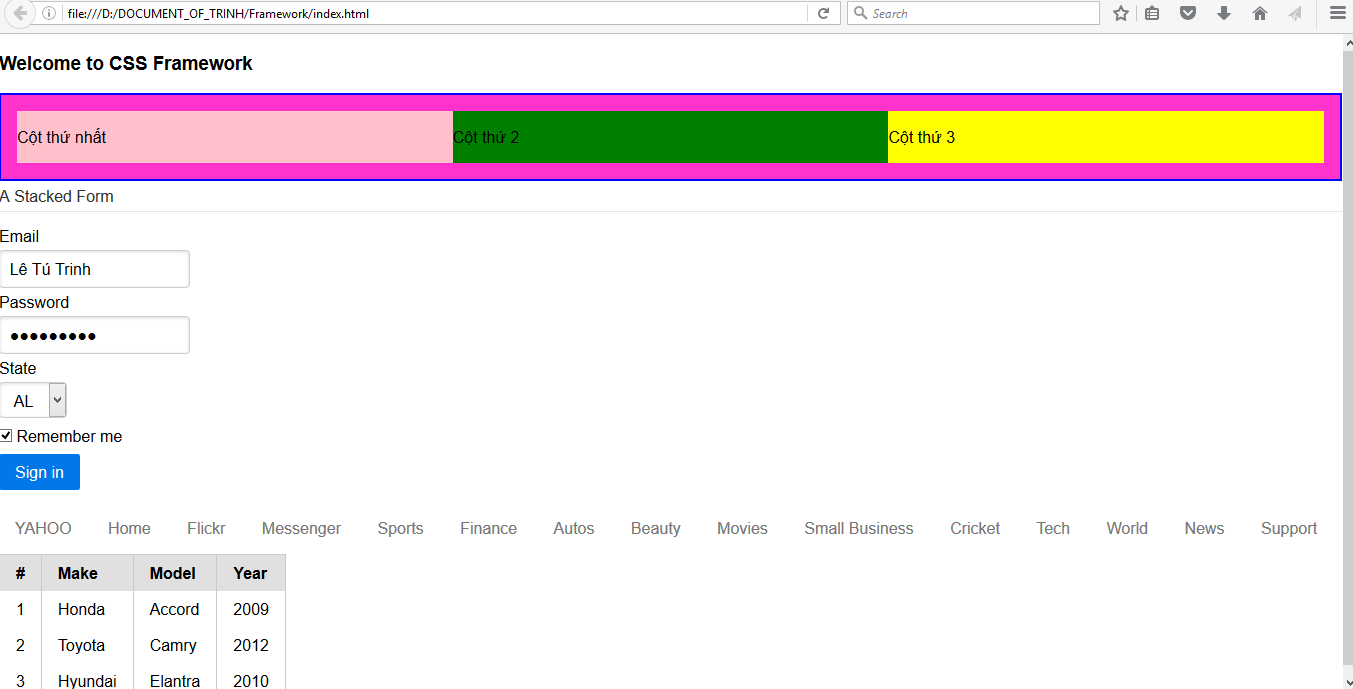 file:///D:/DOCUMENT_OF_TRINH/Framework/index.html Search
Welcome to CSS Framework
Cột thứ nhất Cột thứ 2 Cột thứ 3
A Stacked Form
Email
Lê Tú Trinh
Password
●●●●●●●●●
State
AL
Remember me
Sign in
YAHOO Home Flickr Messenger Sports Finance Autos Beauty Movies Small Business Cricket Tech World News Support
# Make Model Year
1 Honda Accord 2009
2 Toyota Camry 2012
3 Hyundai Elantra 2010